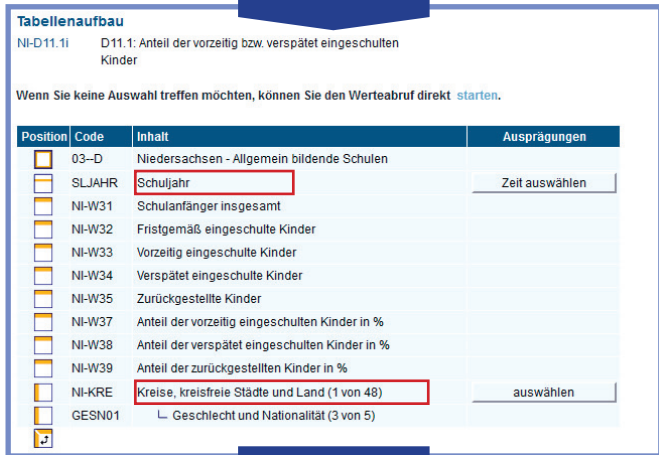 Tabellenaufbau
NI-D11.1i D11.1: Anteil der vorzeitig bzw. verspätet eingeschulten
Kinder
Wenn Sie keine Auswahl treffen möchten, können Sie den Werteabruf direkt starten.
Position Code Inhalt Ausprägungen
03--D Niedersachsen - Allgemein bildende Schulen
SLJAHR Schuljahr Zeit auswählen
NI-W31 Schulanfänger insgesamt
NI-W32 Fristgemäß eingeschulte Kinder
NI-W33 Vorzeitig eingeschulte Kinder
NI-W34 Verspätet eingeschulte Kinder
NI-W35 Zurückgestellte Kinder
NI-W37 Anteil der vorzeitig eingeschulten Kinder in %
NI-W38 Anteil der verspätet eingeschulten Kinder in %
NI-W39 Anteil der zurückgestellten Kinder in %
NI-KRE Kreise, kreisfreie Städte und Land (1 von 48) auswählen
GESN01 Geschlecht und Nationalität (3 von 5)